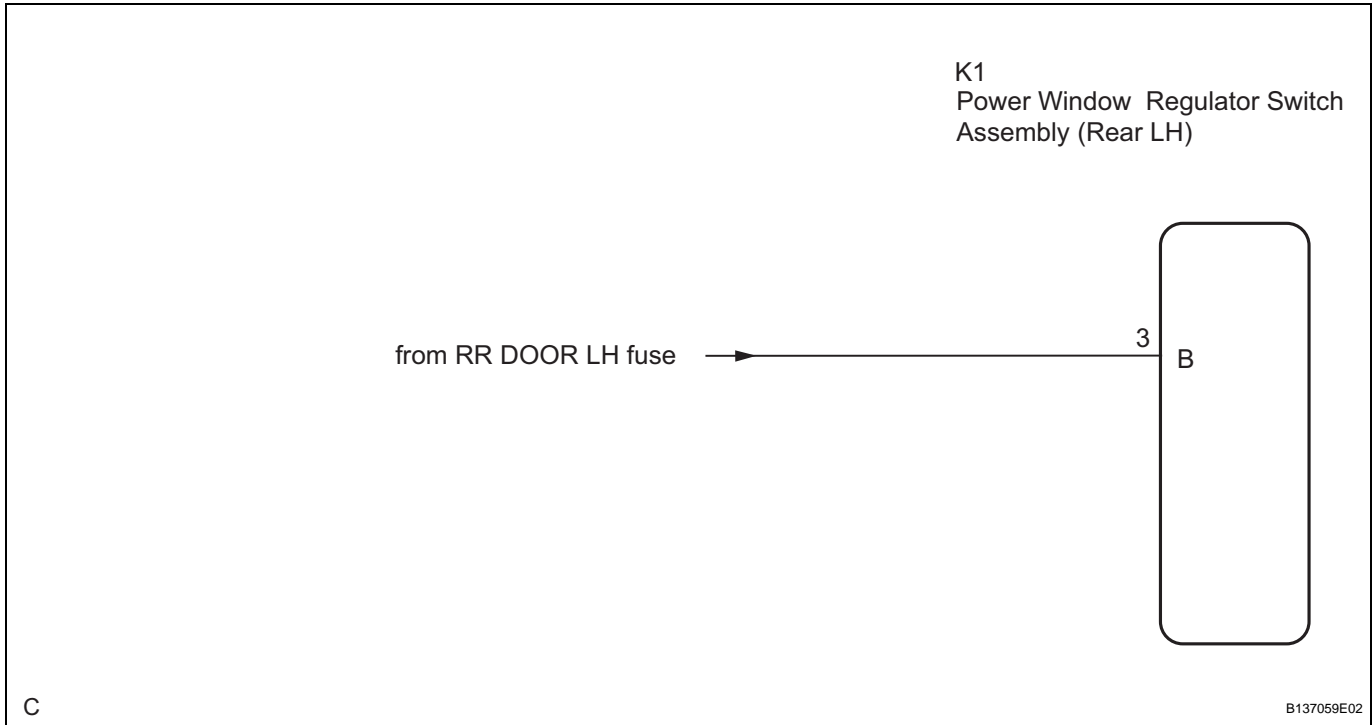 K1
Power Window Regulator Switch
Assembly (Rear LH)
from RR DOOR LH fuse
3
B
C
B137059E02